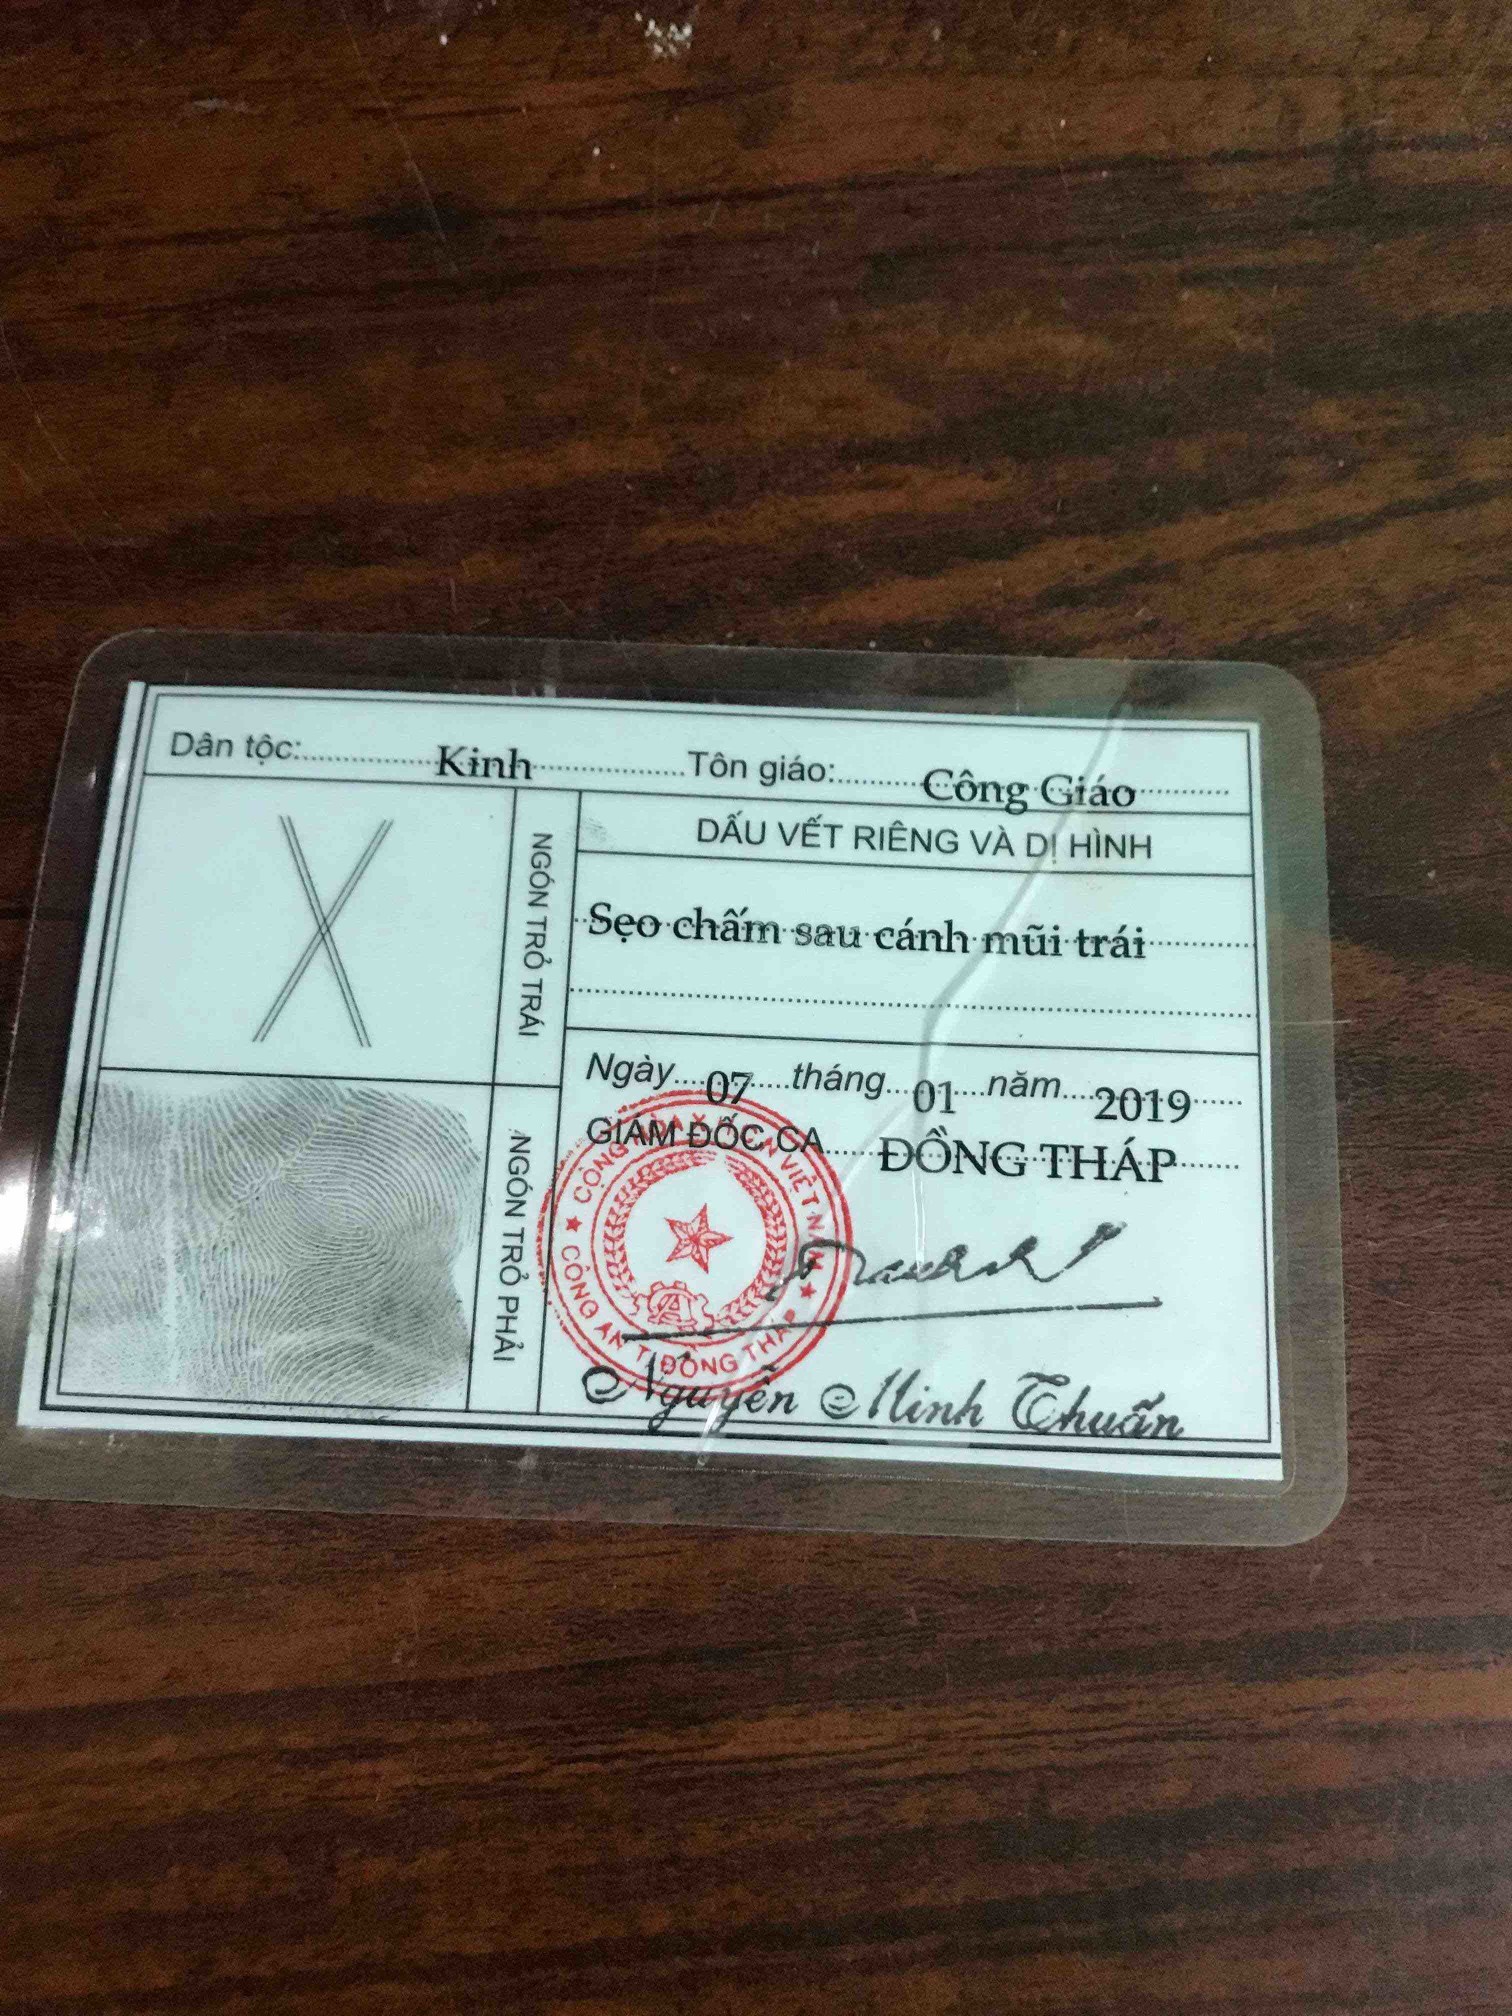 Dân tộc: Kinh Tôn giáo: Công Giáo
NGÓN TRỎ TRÁI
DẤU VẾT RIÊNG VÀ DỊ HÌNH
Sẹo chấm sau cánh mũi trái
NGÓN TRỎ PHẢI
Ngày 07 tháng 01 năm 2019
GIÁM ĐỐC CA ĐỒNG THÁP
CÔNG AN T. ĐỒNG THÁP
Nguyễn Minh Thuấn